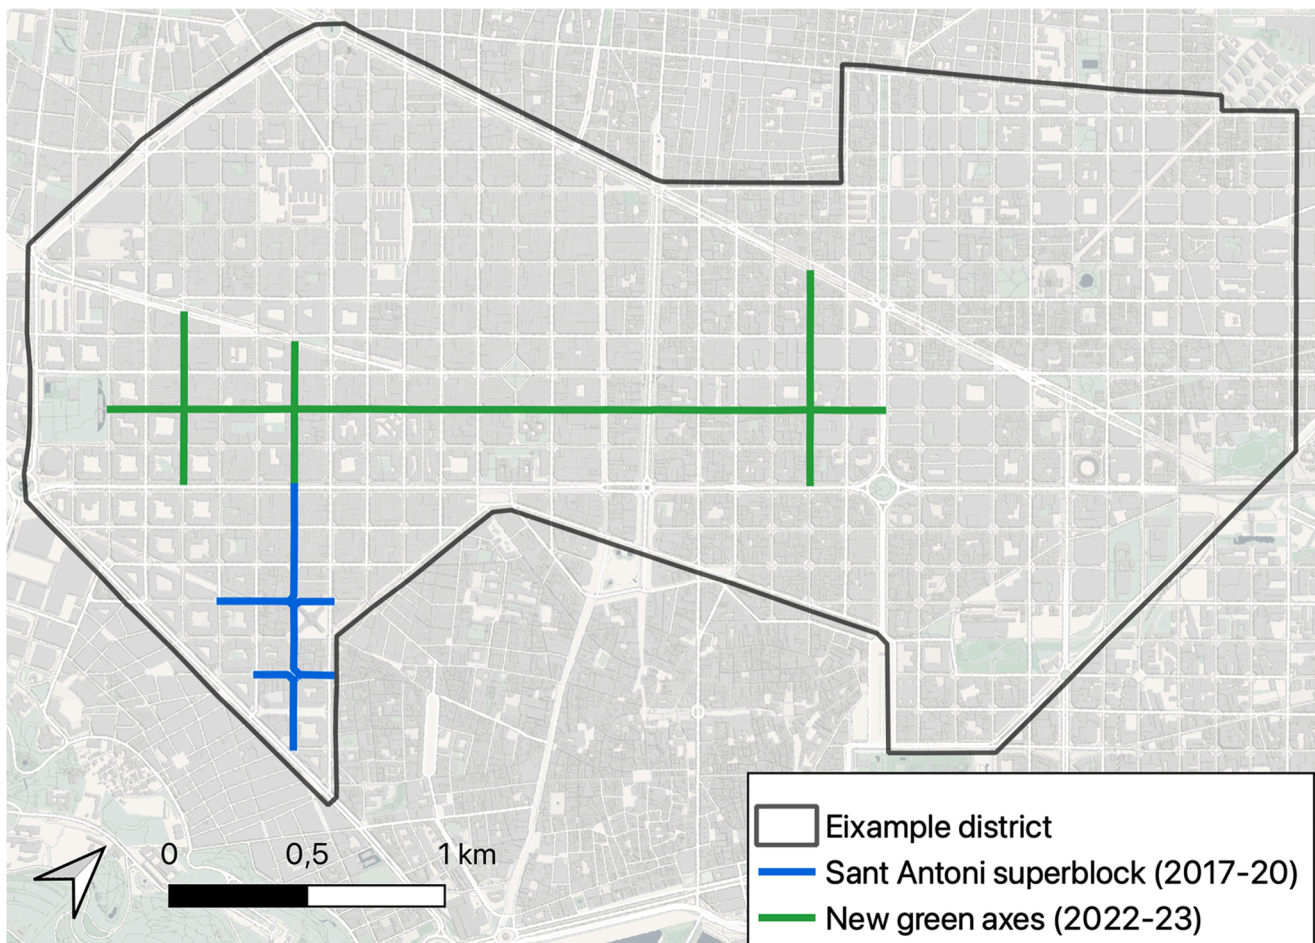 0 0,5 1 km
Eixample district
Sant Antoni superblock (2017-20)
New green axes (2022-23)